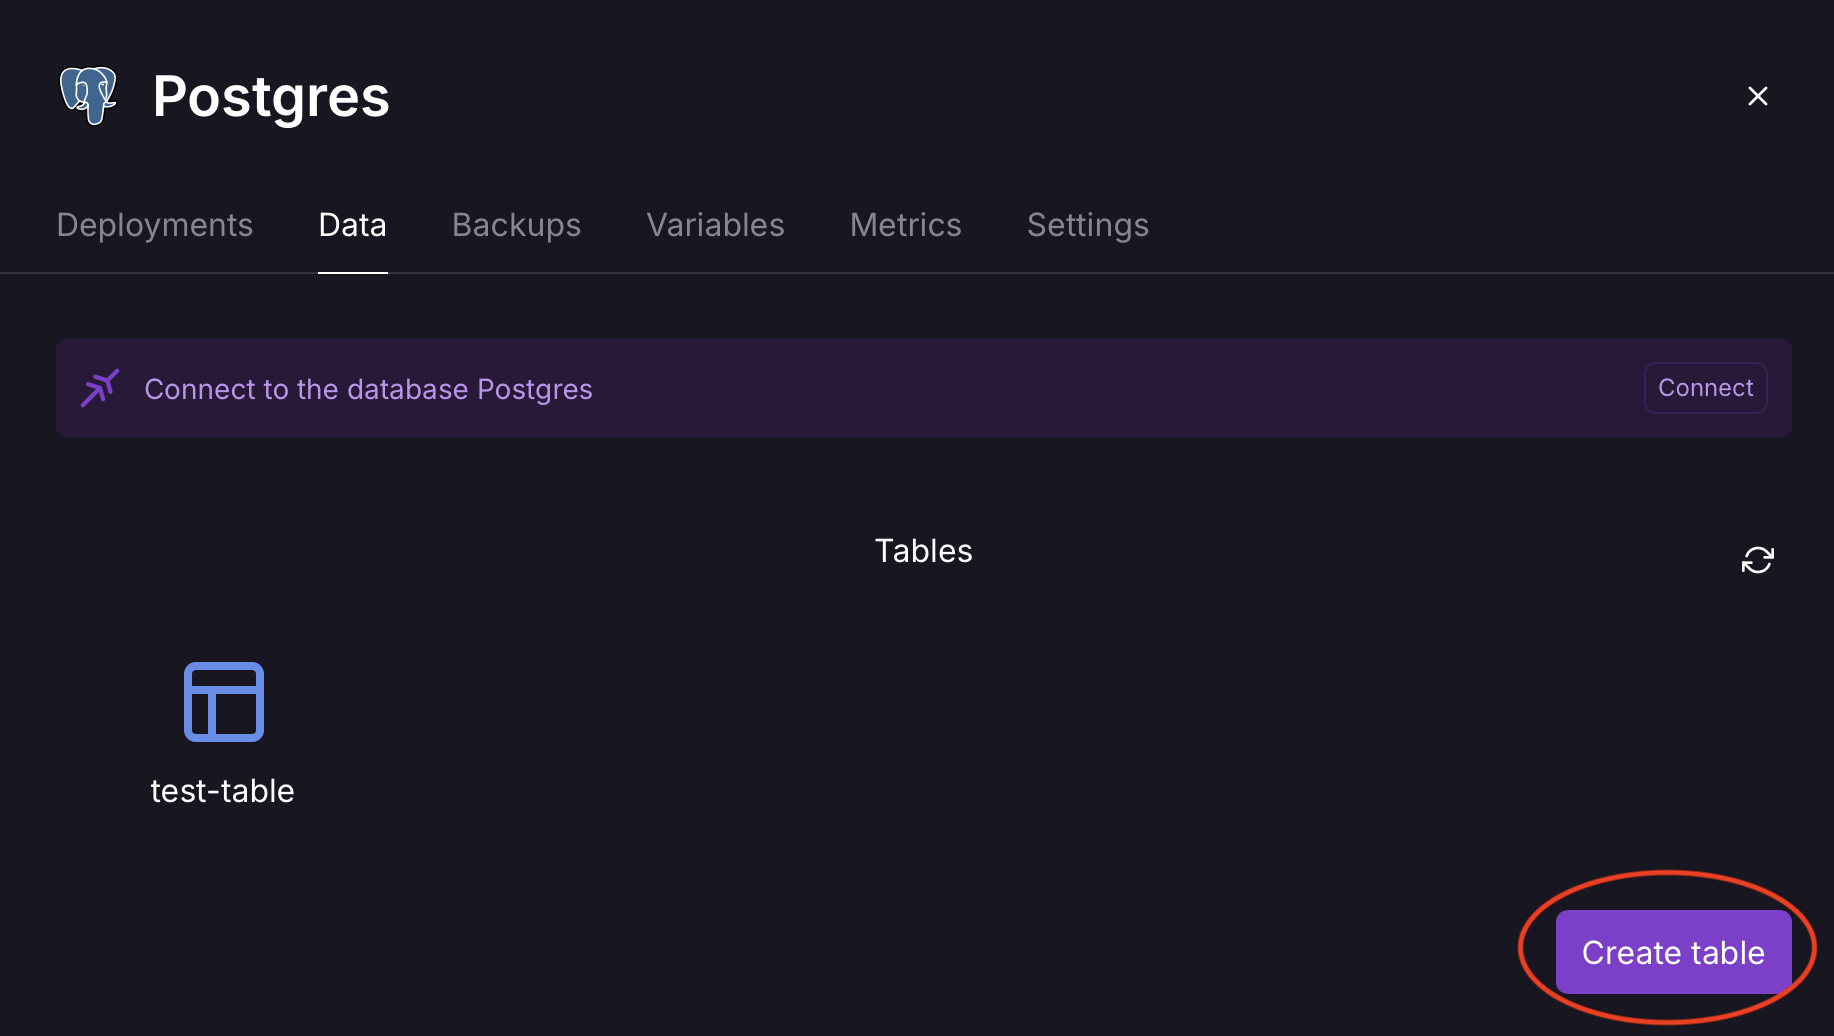 Postgres
Deployments Data Backups Variables Metrics Settings
Connect to the database Postgres Connect
Tables
test-table
Create table